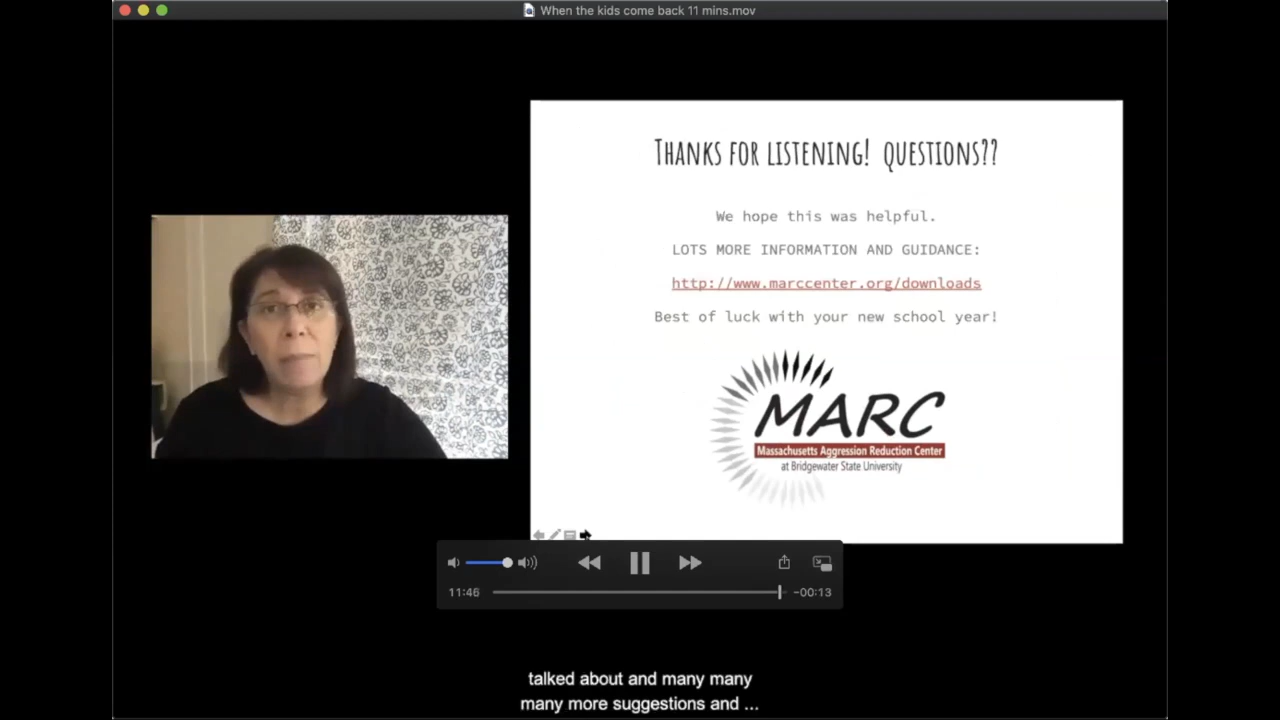 When the kids come back 11 mins.mov
THANKS FOR LISTENING! QUESTIONS??
We hope this was helpful.
LOTS MORE INFORMATION AND GUIDANCE:
http://www.marccenter.org/downloads
Best of luck with your new school year!
MARC
Massachusetts Aggression Reduction Center
at Bridgewater State University
11:46
-00:13
talked about and many many
many more suggestions and ...